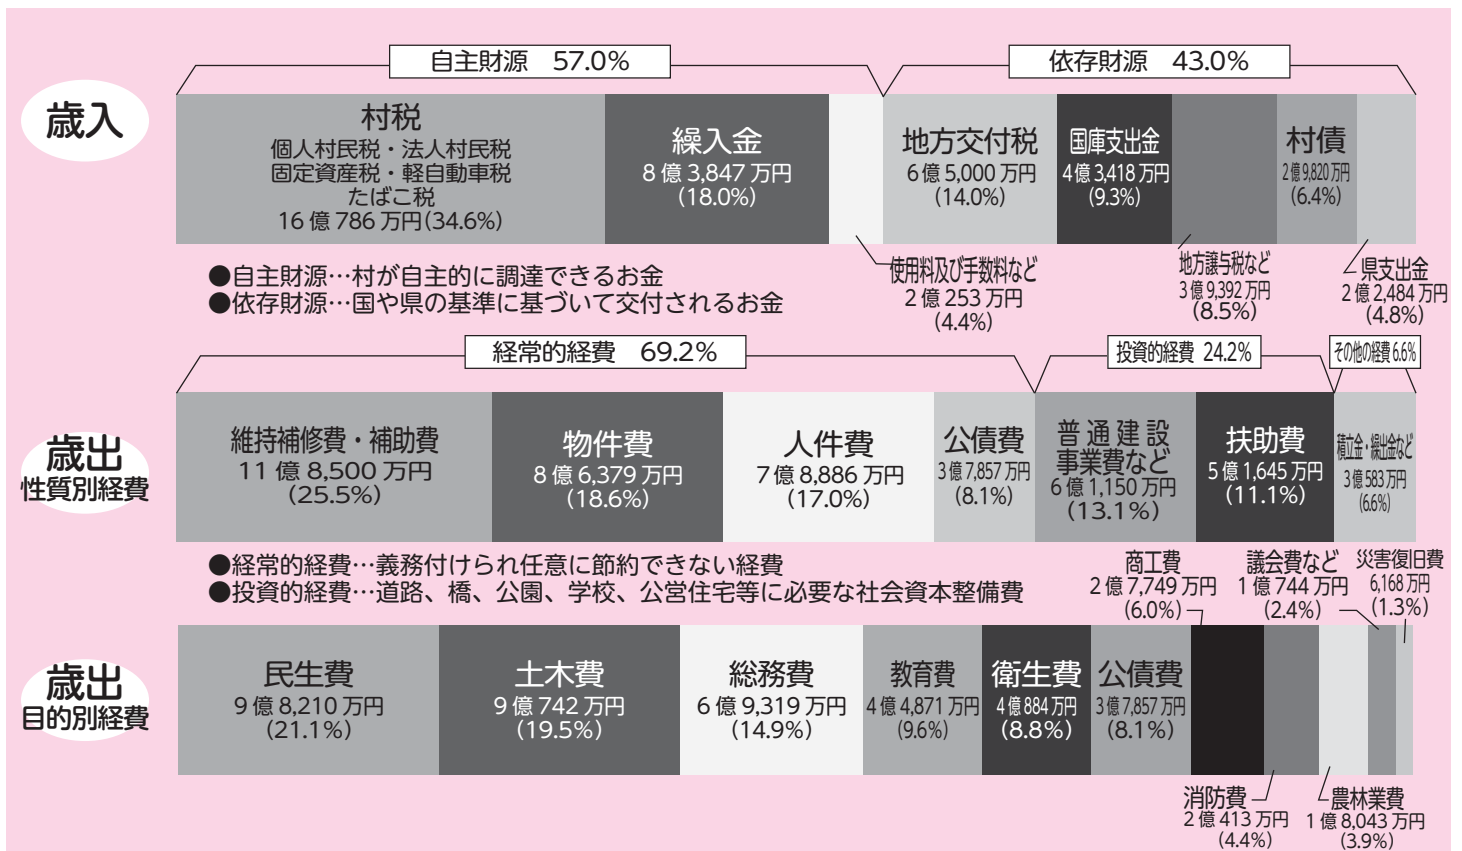 自主財源 57.0%
依存財源 43.0%
歳入
村税
個人村民税・法人村民税
固定資産税・軽自動車税
たばこ税
16億786万円(34.6%)
繰入金
8億3,847万円
(18.0%)
地方交付税
6億5,000万円
(14.0%)
国庫支出金
4億3,418万円
(9.3%)
村債
2億9,820万円
(6.4%)
使用料及び手数料など
2億253万円
(4.4%)
地方譲与税など
3億9,392万円
(8.5%)
県支出金
2億2,484万円
(4.8%)
●自主財源…村が自主的に調達できるお金
●依存財源…国や県の基準に基づいて交付されるお金
経常的経費 69.2%
投資的経費 24.2%
その他の経費6.6%
歳出
性質別経費
維持補修費・補助費
11億8,500万円
(25.5%)
物件費
8億6,379万円
(18.6%)
人件費
7億8,886万円
(17.0%)
公債費
3億7,857万円
(8.1%)
普通建設
事業費など
6億1,150万円
(13.1%)
扶助費
5億1,645万円
(11.1%)
積立金・繰出金など
3億583万円
(6.6%)
●経常的経費…義務付けられ任意に節約できない経費
●投資的経費…道路、橋、公園、学校、公営住宅等に必要な社会資本整備費
商工費
2億7,749万円
(6.0%)
議会費など
1億744万円
(2.4%)
災害復旧費
6,168万円
(1.3%)
歳出
目的別経費
民生費
9億8,210万円
(21.1%)
土木費
9億742万円
(19.5%)
総務費
6億9,319万円
(14.9%)
教育費
4億4,871万円
(9.6%)
衛生費
4億884万円
(8.8%)
公債費
3億7,857万円
(8.1%)
消防費
2億413万円
(4.4%)
農林業費
1億8,043万円
(3.9%)